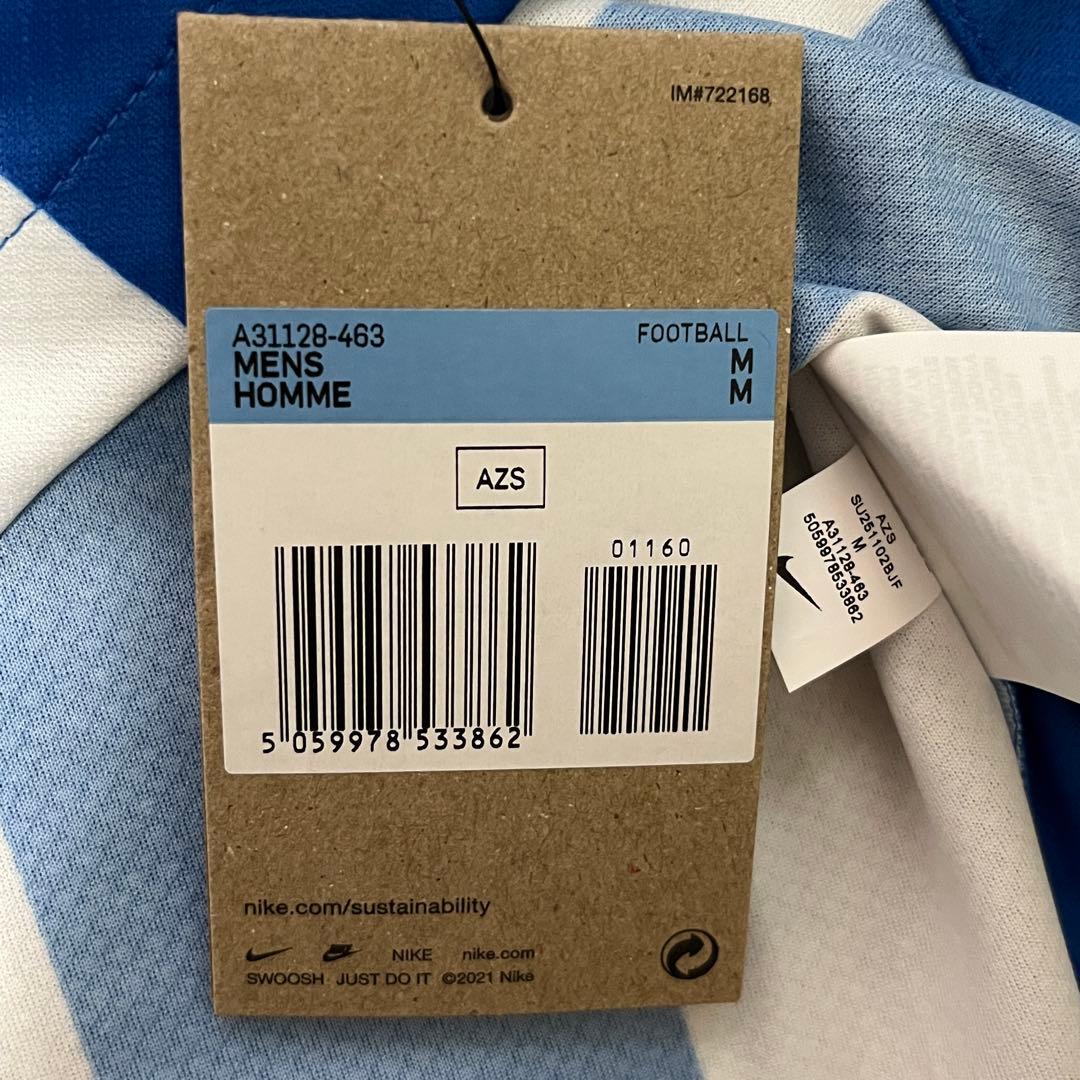 IM#722168
A31128-463
FOOTBALL
MENS
M
HOMME
M
AZS
01160
5 059978 533862
AZS
SU251102BJF
M
A31128-463
5059978533862
nike.com/sustainability
NIKE nike.com
SWOOSH JUST DO IT ©2021 Nike